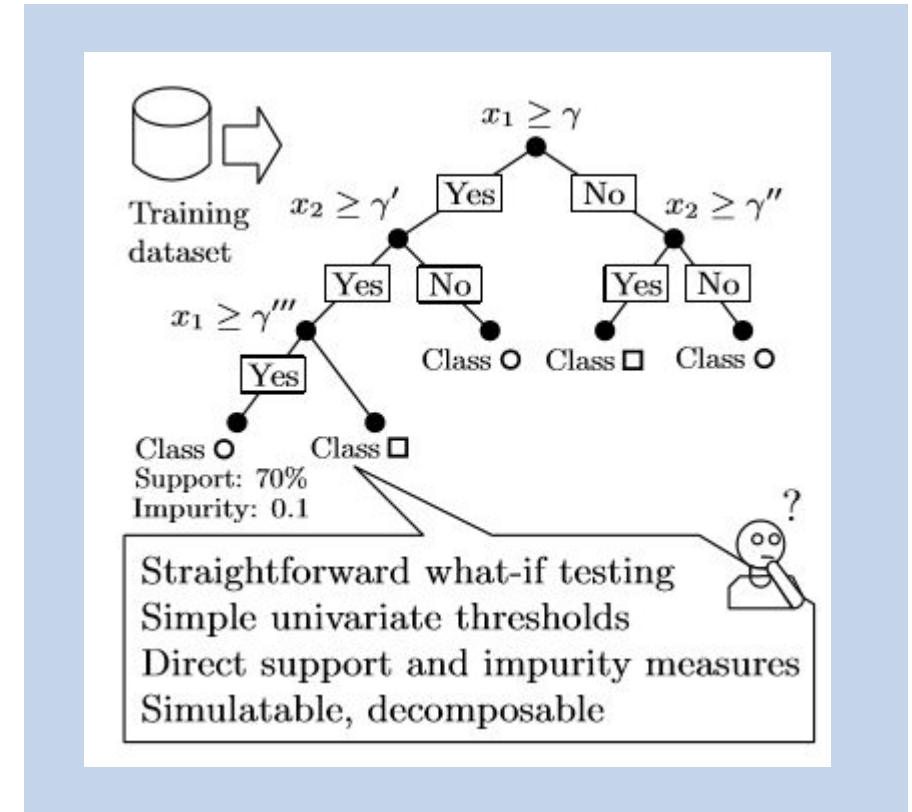 x₁ ≥ γ
Yes No
Training
dataset
x₂ ≥ γ′ x₂ ≥ γ″
Yes No Yes No
x₁ ≥ γ‴
Class ○ Class □ Class ○
Yes
Class ○ Class □
Support: 70%
Impurity: 0.1
?
Straightforward what-if testing
Simple univariate thresholds
Direct support and impurity measures
Simulatable, decomposable